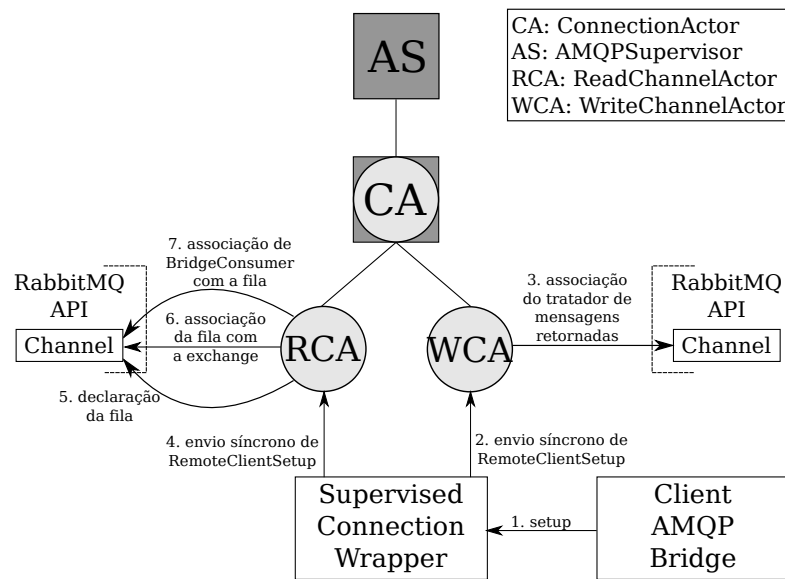 AS
CA: ConnectionActor
AS: AMQPSupervisor
RCA: ReadChannelActor
WCA: WriteChannelActor
CA
7. associação de
BridgeConsumer
com a fila
RabbitMQ
API
Channel
6. associação
da fila com
a exchange
5. declaração
da fila
RCA
WCA
3. associação
do tratador de
mensagens
retornadas
RabbitMQ
API
Channel
4. envio síncrono de
RemoteClientSetup
2. envio síncrono de
RemoteClientSetup
Supervised
Connection
Wrapper
1. setup
Client
AMQP
Bridge